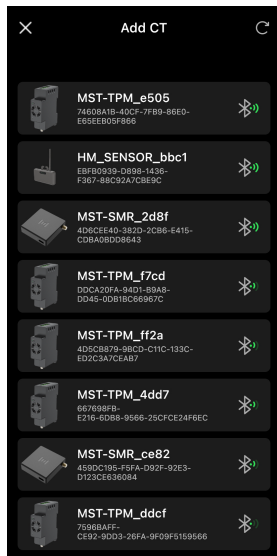 Add CT
MST-TPM_e505
74608A1B-40CF-7FB9-86E0-
E65EEB05F866
HM_SENSOR_bbc1
EBFB0939-D898-1436-
F367-88C92A7CBE9C
MST-SMR_2d8f
4D6CEE40-382D-2CB6-E415-
CDBA0BDD8643
MST-TPM_f7cd
DDCA20FA-94D1-B9A8-
DD45-0DB1BC66967C
MST-TPM_ff2a
4D5CB879-9BCD-C11C-133C-
ED2C3A7CEAB7
MST-TPM_4dd7
667698FB-
E216-6DB8-9566-25CFCE24F6EC
MST-SMR_ce82
459DC195-F5FA-D92F-92E3-
D123CE636084
MST-TPM_ddcf
7596BAFF-
CE92-9DD3-26FA-9F09F5159566